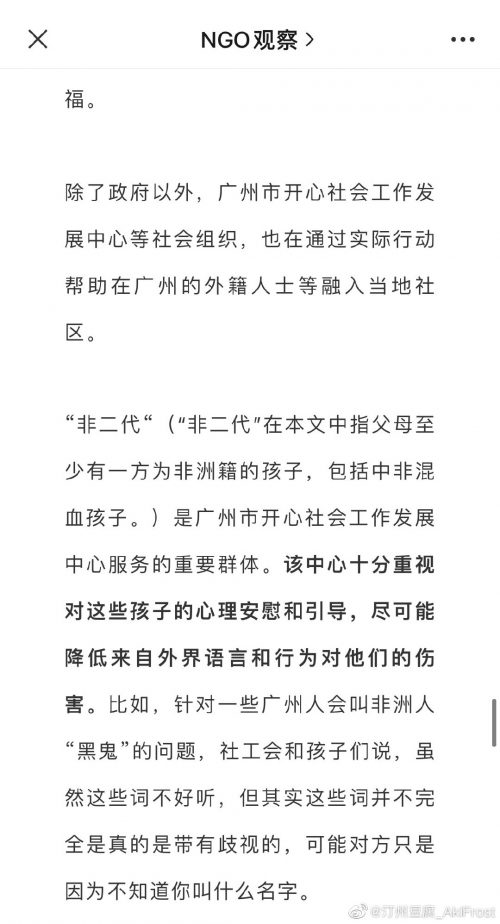 NGO观察
福。
除了政府以外，广州市开心社会工作发
展中心等社会组织，也在通过实际行动
帮助在广州的外籍人士等融入当地社
区。
“非二代“（“非二代”在本文中指父母至
少有一方为非洲籍的孩子，包括中非混
血孩子。）是广州市开心社会工作发展
中心服务的重要群体。该中心十分重视
对这些孩子的心理安慰和引导，尽可能
降低来自外界语言和行为对他们的伤
害。比如，针对一些广州人会叫非洲人
“黑鬼”的问题，社工会和孩子们说，虽
然这些词不好听，但其实这些词并不完
全是真的是带有歧视的，可能对方只是
因为不知道你叫什么名字。
@汀州豆腐_AkiFrost